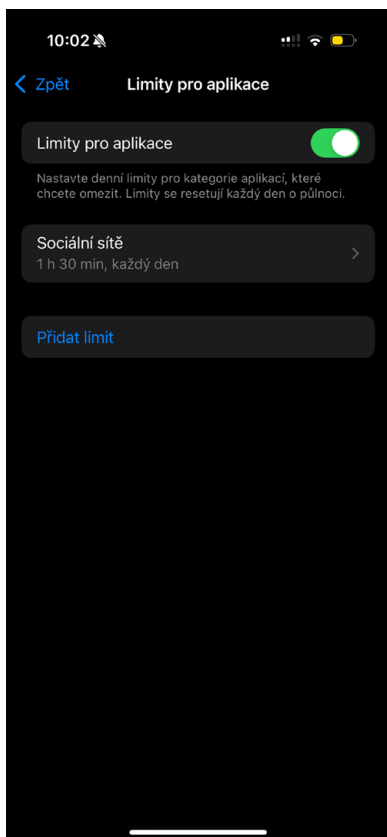 10:02
Zpět
Limity pro aplikace
Limity pro aplikace
Nastavte denní limity pro kategorie aplikací, které
chcete omezit. Limity se resetují každý den o půlnoci.
Sociální sítě
1 h 30 min, každý den
Přidat limit